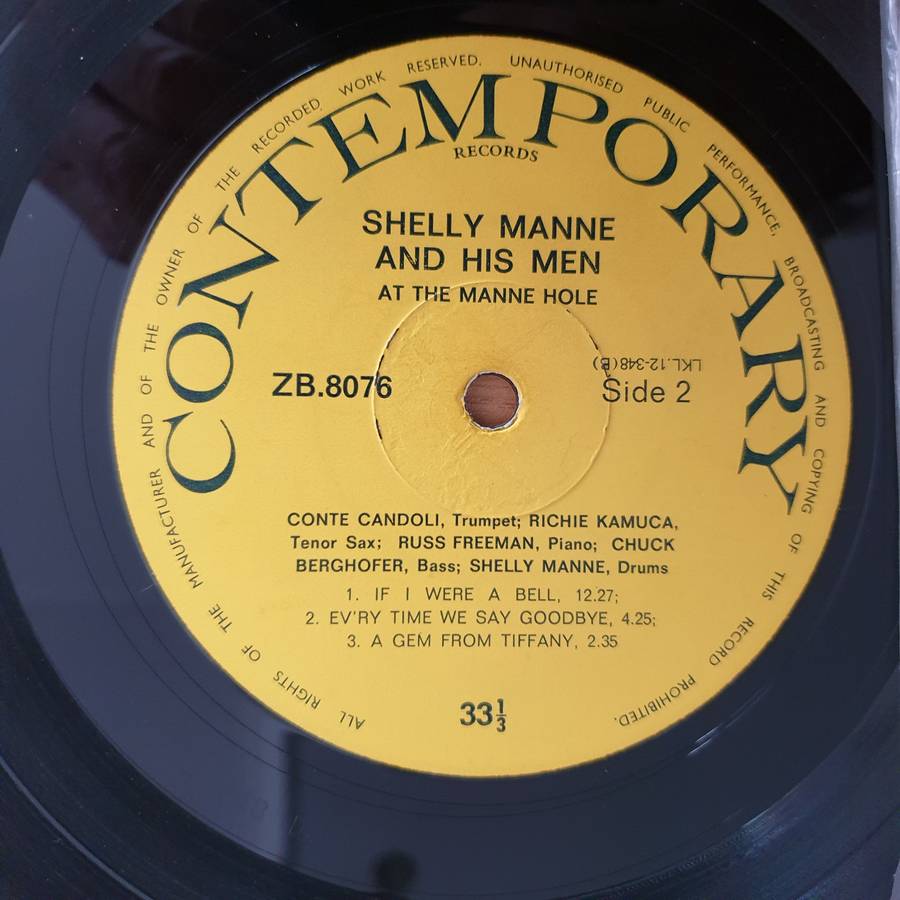 ALL RIGHTS OF THE MANUFACTURER AND OF THE OWNER OF THE RECORDED WORK RESERVED. UNAUTHORISED PUBLIC PERFORMANCE, BROADCASTING AND COPYING OF THIS RECORD PROHIBITED.
CONTEMPORARY
RECORDS
SHELLY MANNE
AND HIS MEN
AT THE MANNE HOLE
LKL.12-348(B)
ZB.8076
Side 2
CONTE CANDOLI, Trumpet; RICHIE KAMUCA,
Tenor Sax; RUSS FREEMAN, Piano; CHUCK
BERGHOFER, Bass; SHELLY MANNE, Drums
1. IF I WERE A BELL, 12.27;
2. EV'RY TIME WE SAY GOODBYE, 4.25;
3. A GEM FROM TIFFANY, 2.35
33 1/3